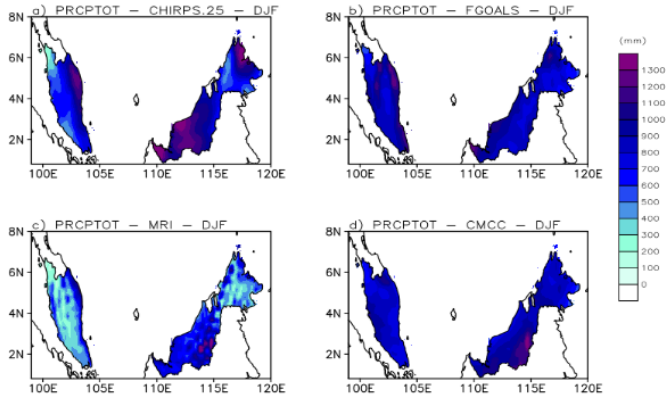 a) PRCPTOT – CHIRPS.25 – DJF
8N
6N
4N
2N
100E 105E 110E 115E 120E
b) PRCPTOT – FGOALS – DJF
8N
6N
4N
2N
100E 105E 110E 115E 120E
(mm)
1300
1200
1100
1000
900
800
700
600
500
400
300
200
100
0
c) PRCPTOT – MRI – DJF
8N
6N
4N
2N
100E 105E 110E 115E 120E
d) PRCPTOT – CMCC – DJF
8N
6N
4N
2N
100E 105E 110E 115E 120E